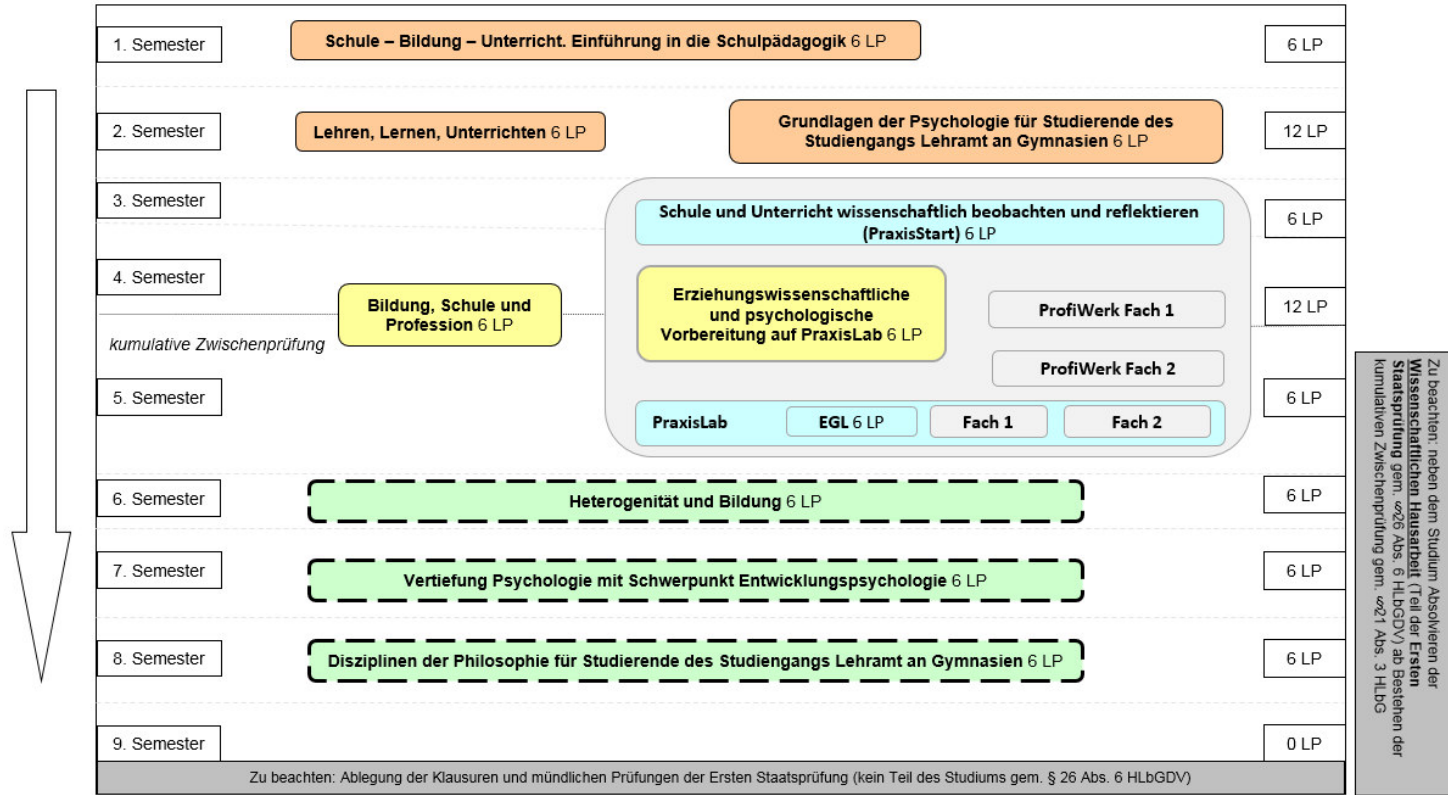 1. Semester
Schule – Bildung – Unterricht. Einführung in die Schulpädagogik 6 LP
6 LP
2. Semester
Lehren, Lernen, Unterrichten 6 LP
Grundlagen der Psychologie für Studierende des
Studiengangs Lehramt an Gymnasien 6 LP
12 LP
3. Semester
Schule und Unterricht wissenschaftlich beobachten und reflektieren
(PraxisStart) 6 LP
6 LP
4. Semester
Bildung, Schule und
Profession 6 LP
Erziehungswissenschaftliche
und psychologische
Vorbereitung auf PraxisLab 6 LP
ProfiWerk Fach 1
12 LP
kumulative Zwischenprüfung
ProfiWerk Fach 2
5. Semester
PraxisLab
EGL 6 LP
Fach 1
Fach 2
6 LP
6. Semester
Heterogenität und Bildung 6 LP
6 LP
7. Semester
Vertiefung Psychologie mit Schwerpunkt Entwicklungspsychologie 6 LP
6 LP
8. Semester
Disziplinen der Philosophie für Studierende des Studiengangs Lehramt an Gymnasien 6 LP
6 LP
9. Semester
0 LP
Zu beachten: Ablegung der Klausuren und mündlichen Prüfungen der Ersten Staatsprüfung (kein Teil des Studiums gem. § 26 Abs. 6 HLbGDV)
Zu beachten: neben dem Studium Absolvieren der
Wissenschaftlichen Hausarbeit (Teil der Ersten
Staatsprüfung gem. §26 Abs. 6 HLbGDV) ab Bestehen der
kumulativen Zwischenprüfung gem. §21 Abs. 3 HLbG